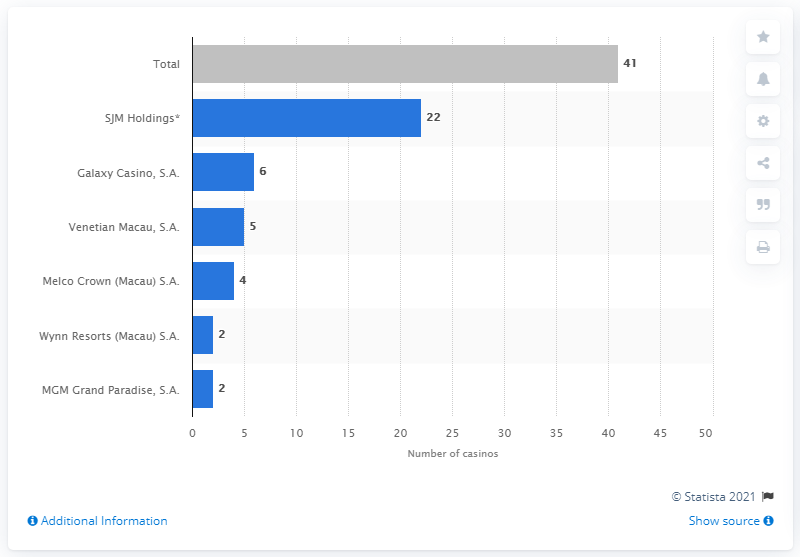 Total 41
SJM Holdings* 22
Galaxy Casino, S.A. 6
Venetian Macau, S.A. 5
Melco Crown (Macau) S.A. 4
Wynn Resorts (Macau) S.A. 2
MGM Grand Paradise, S.A. 2
0 5 10 15 20 25 30 35 40 45 50
Number of casinos
© Statista 2021
Additional Information Show source